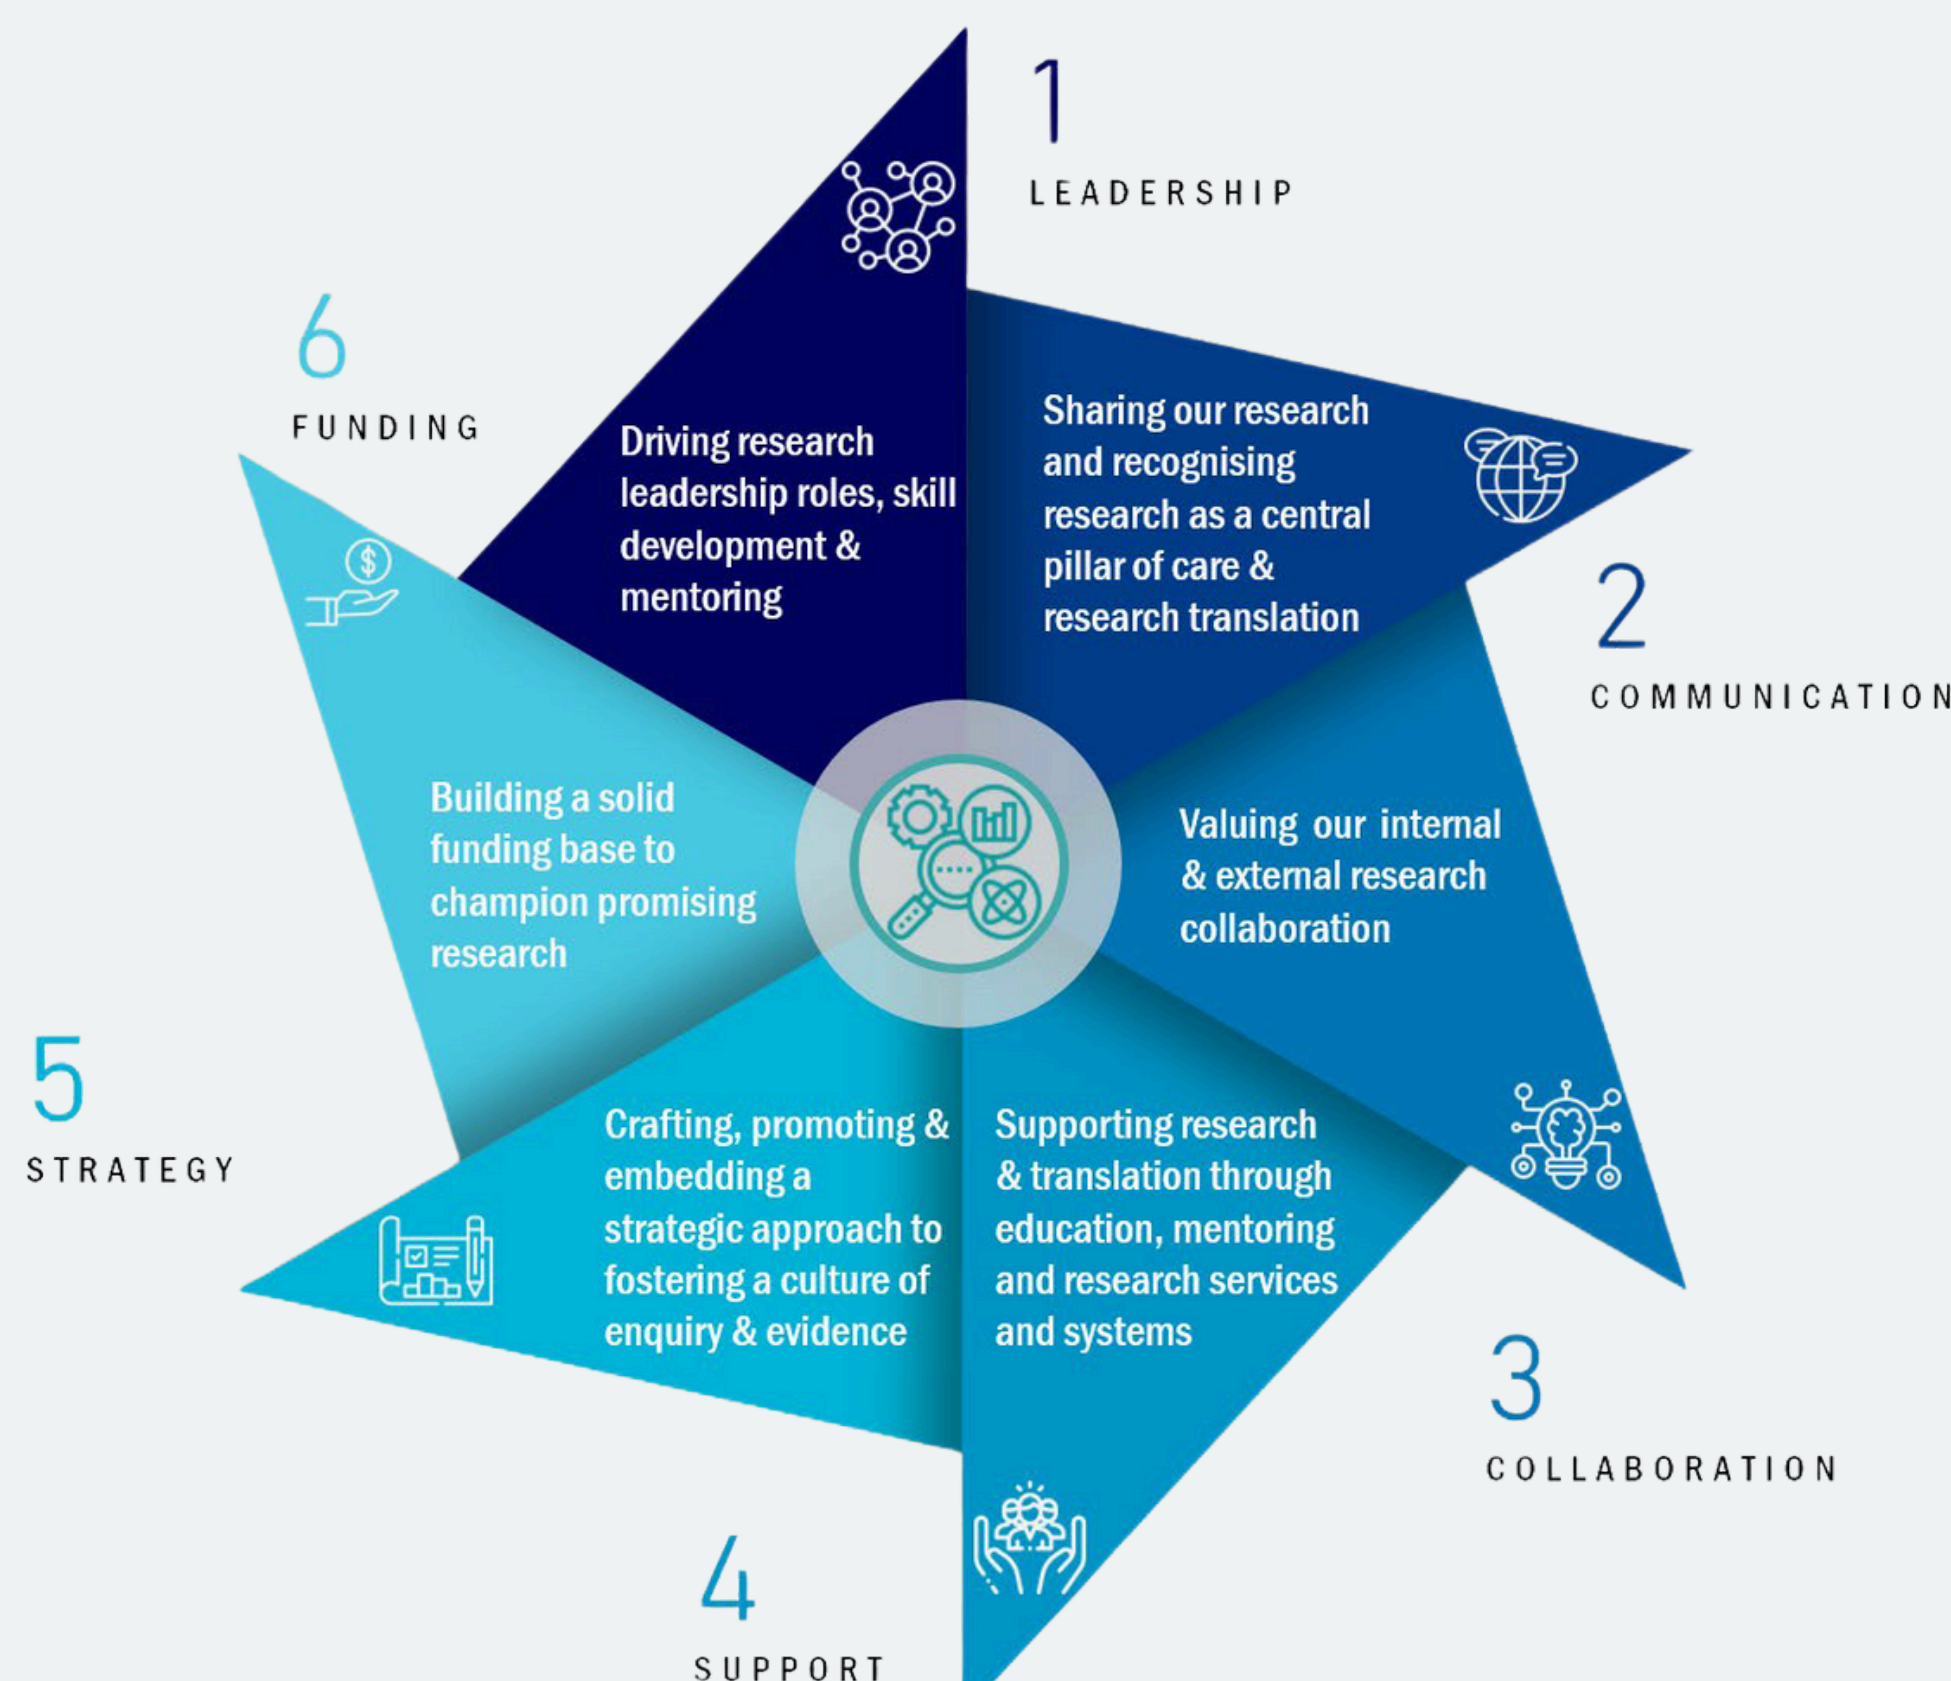 1
LEADERSHIP
Driving research
leadership roles, skill
development &
mentoring
2
COMMUNICATION
Sharing our research
and recognising
research as a central
pillar of care &
research translation
3
COLLABORATION
Valuing our internal
& external research
collaboration
4
SUPPORT
Supporting research
& translation through
education, mentoring
and research services
and systems
5
STRATEGY
Crafting, promoting &
embedding a
strategic approach to
fostering a culture of
enquiry & evidence
6
FUNDING
Building a solid
funding base to
champion promising
research